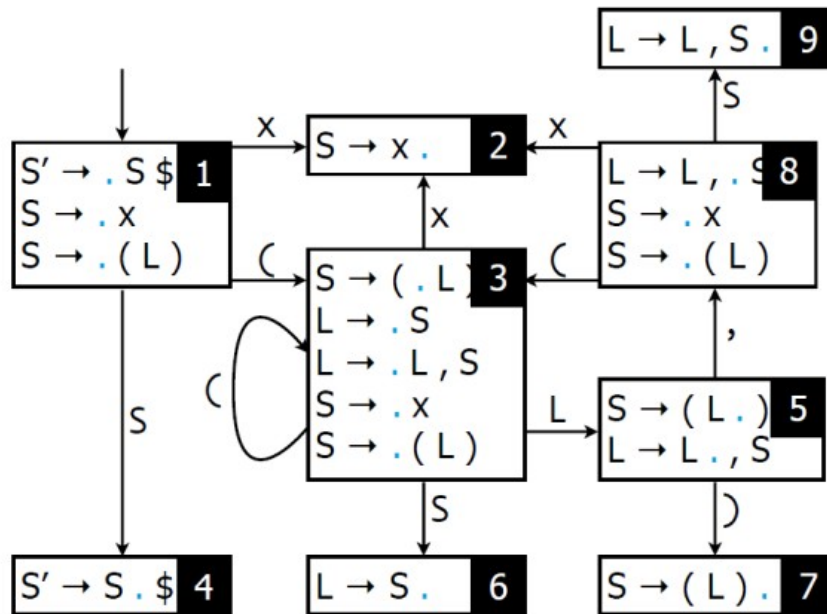 L → L , S . 9
S
x
x
S' → . S $ 1
S → . x
S → . ( L )
S → x . 2
L → L , . S 8
S → . x
S → . ( L )
x
(
(
S → ( . L ) 3
L → . S
L → . L , S
S → . x
S → . ( L )
(
,
S
L
S → ( L . ) 5
L → L . , S
S
)
S' → S . $ 4
L → S . 6
S → ( L ) . 7